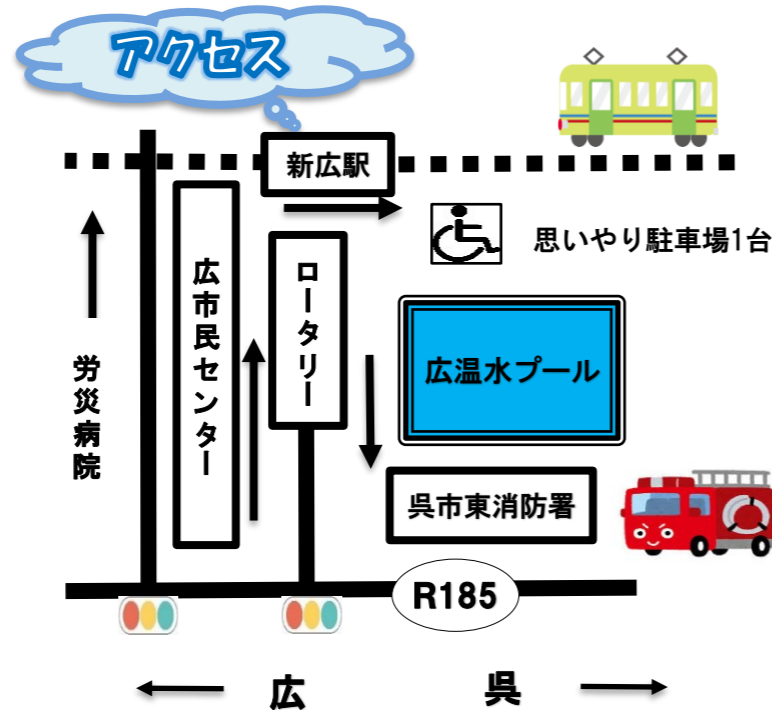 アクセス
新広駅
思いやり駐車場1台
ロータリー
広市民センター
広温水プール
労災病院
呉市東消防署
R185
広
呉